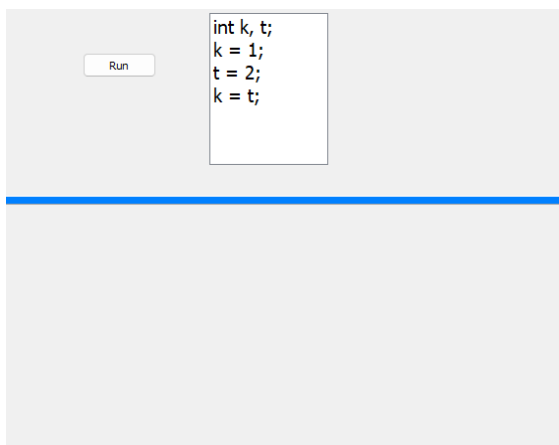 int k, t;
k = 1;
Run
t = 2;
k = t;